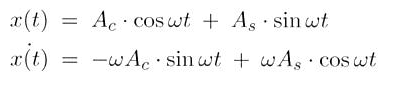 x(t) = A_c · cos ωt + A_s · sin ωt
ẋ(t) = −ωA_c · sin ωt + ωA_s · cos ωt